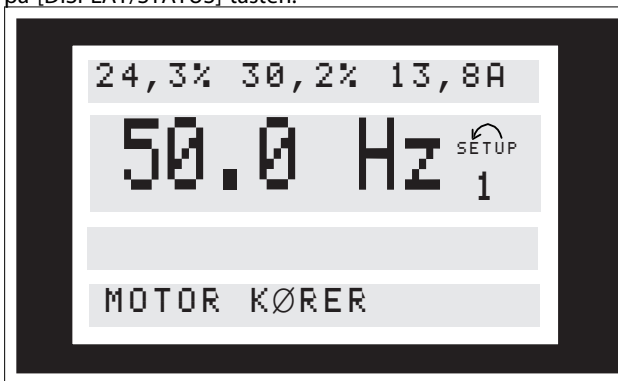 på [DISPLAY/STATUS] tasten.
24,3% 30,2% 13,8A
50.0 Hz
SETUP
1
MOTOR KØRER